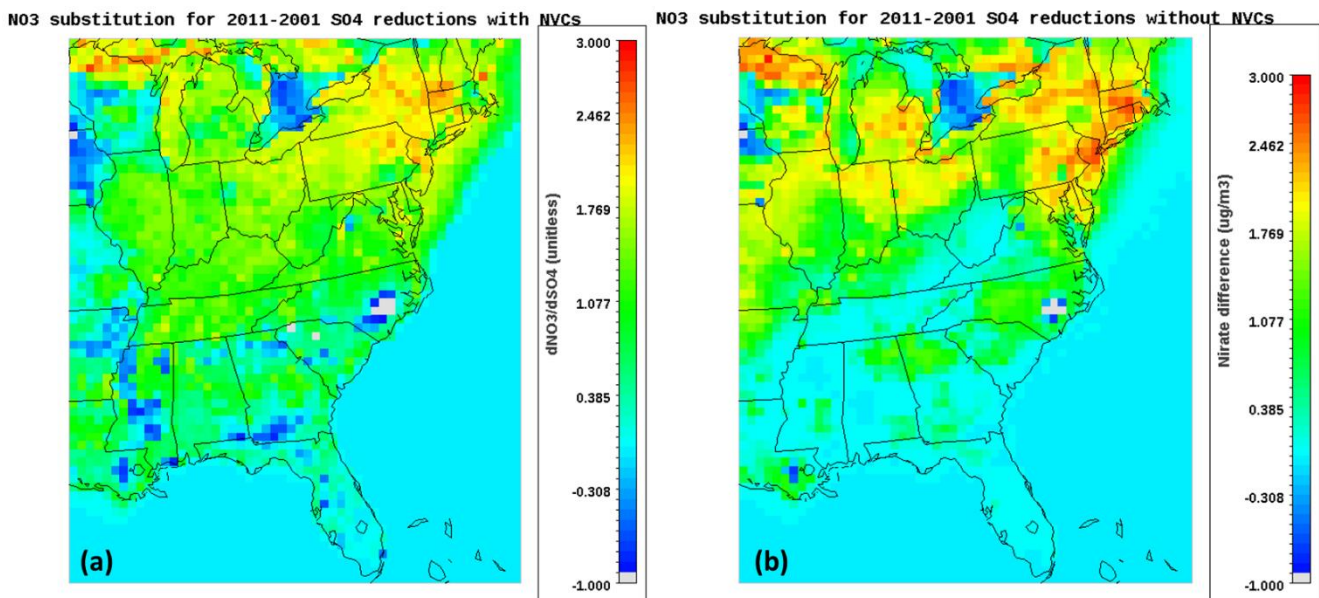 NO3 substitution for 2011-2001 SO4 reductions with NVCs
3.000
2.462
1.769
1.077
0.385
-0.308
-1.000
dNO3/dSO4 (unitless)
(a)
NO3 substitution for 2011-2001 SO4 reductions without NVCs
3.000
2.462
1.769
1.077
0.385
-0.308
-1.000
Nirate difference (ug/m3)
(b)